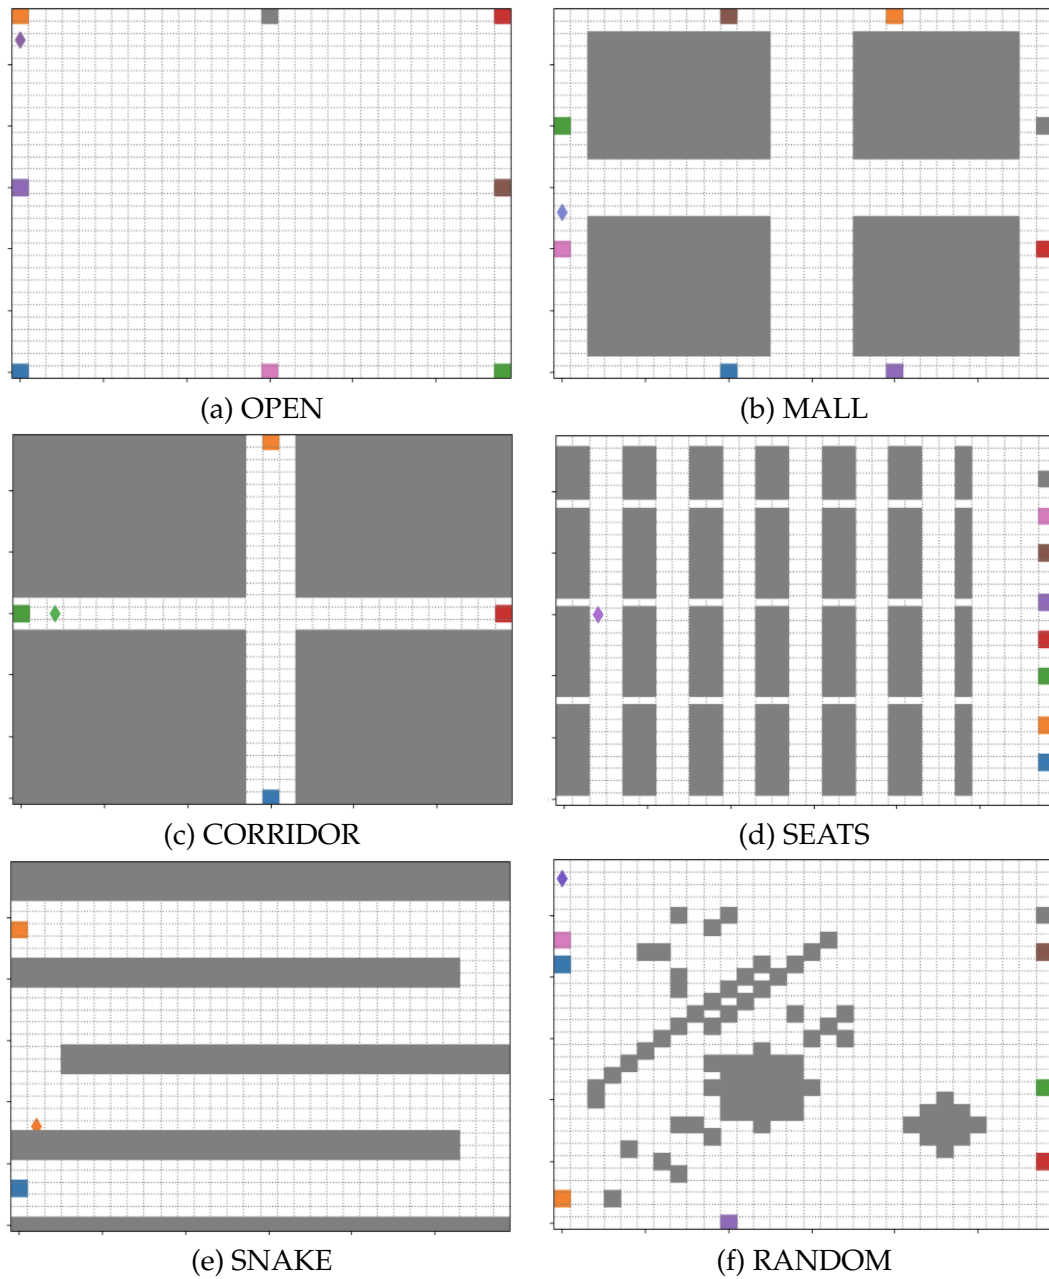 (a) OPEN
(b) MALL
(c) CORRIDOR
(d) SEATS
(e) SNAKE
(f) RANDOM